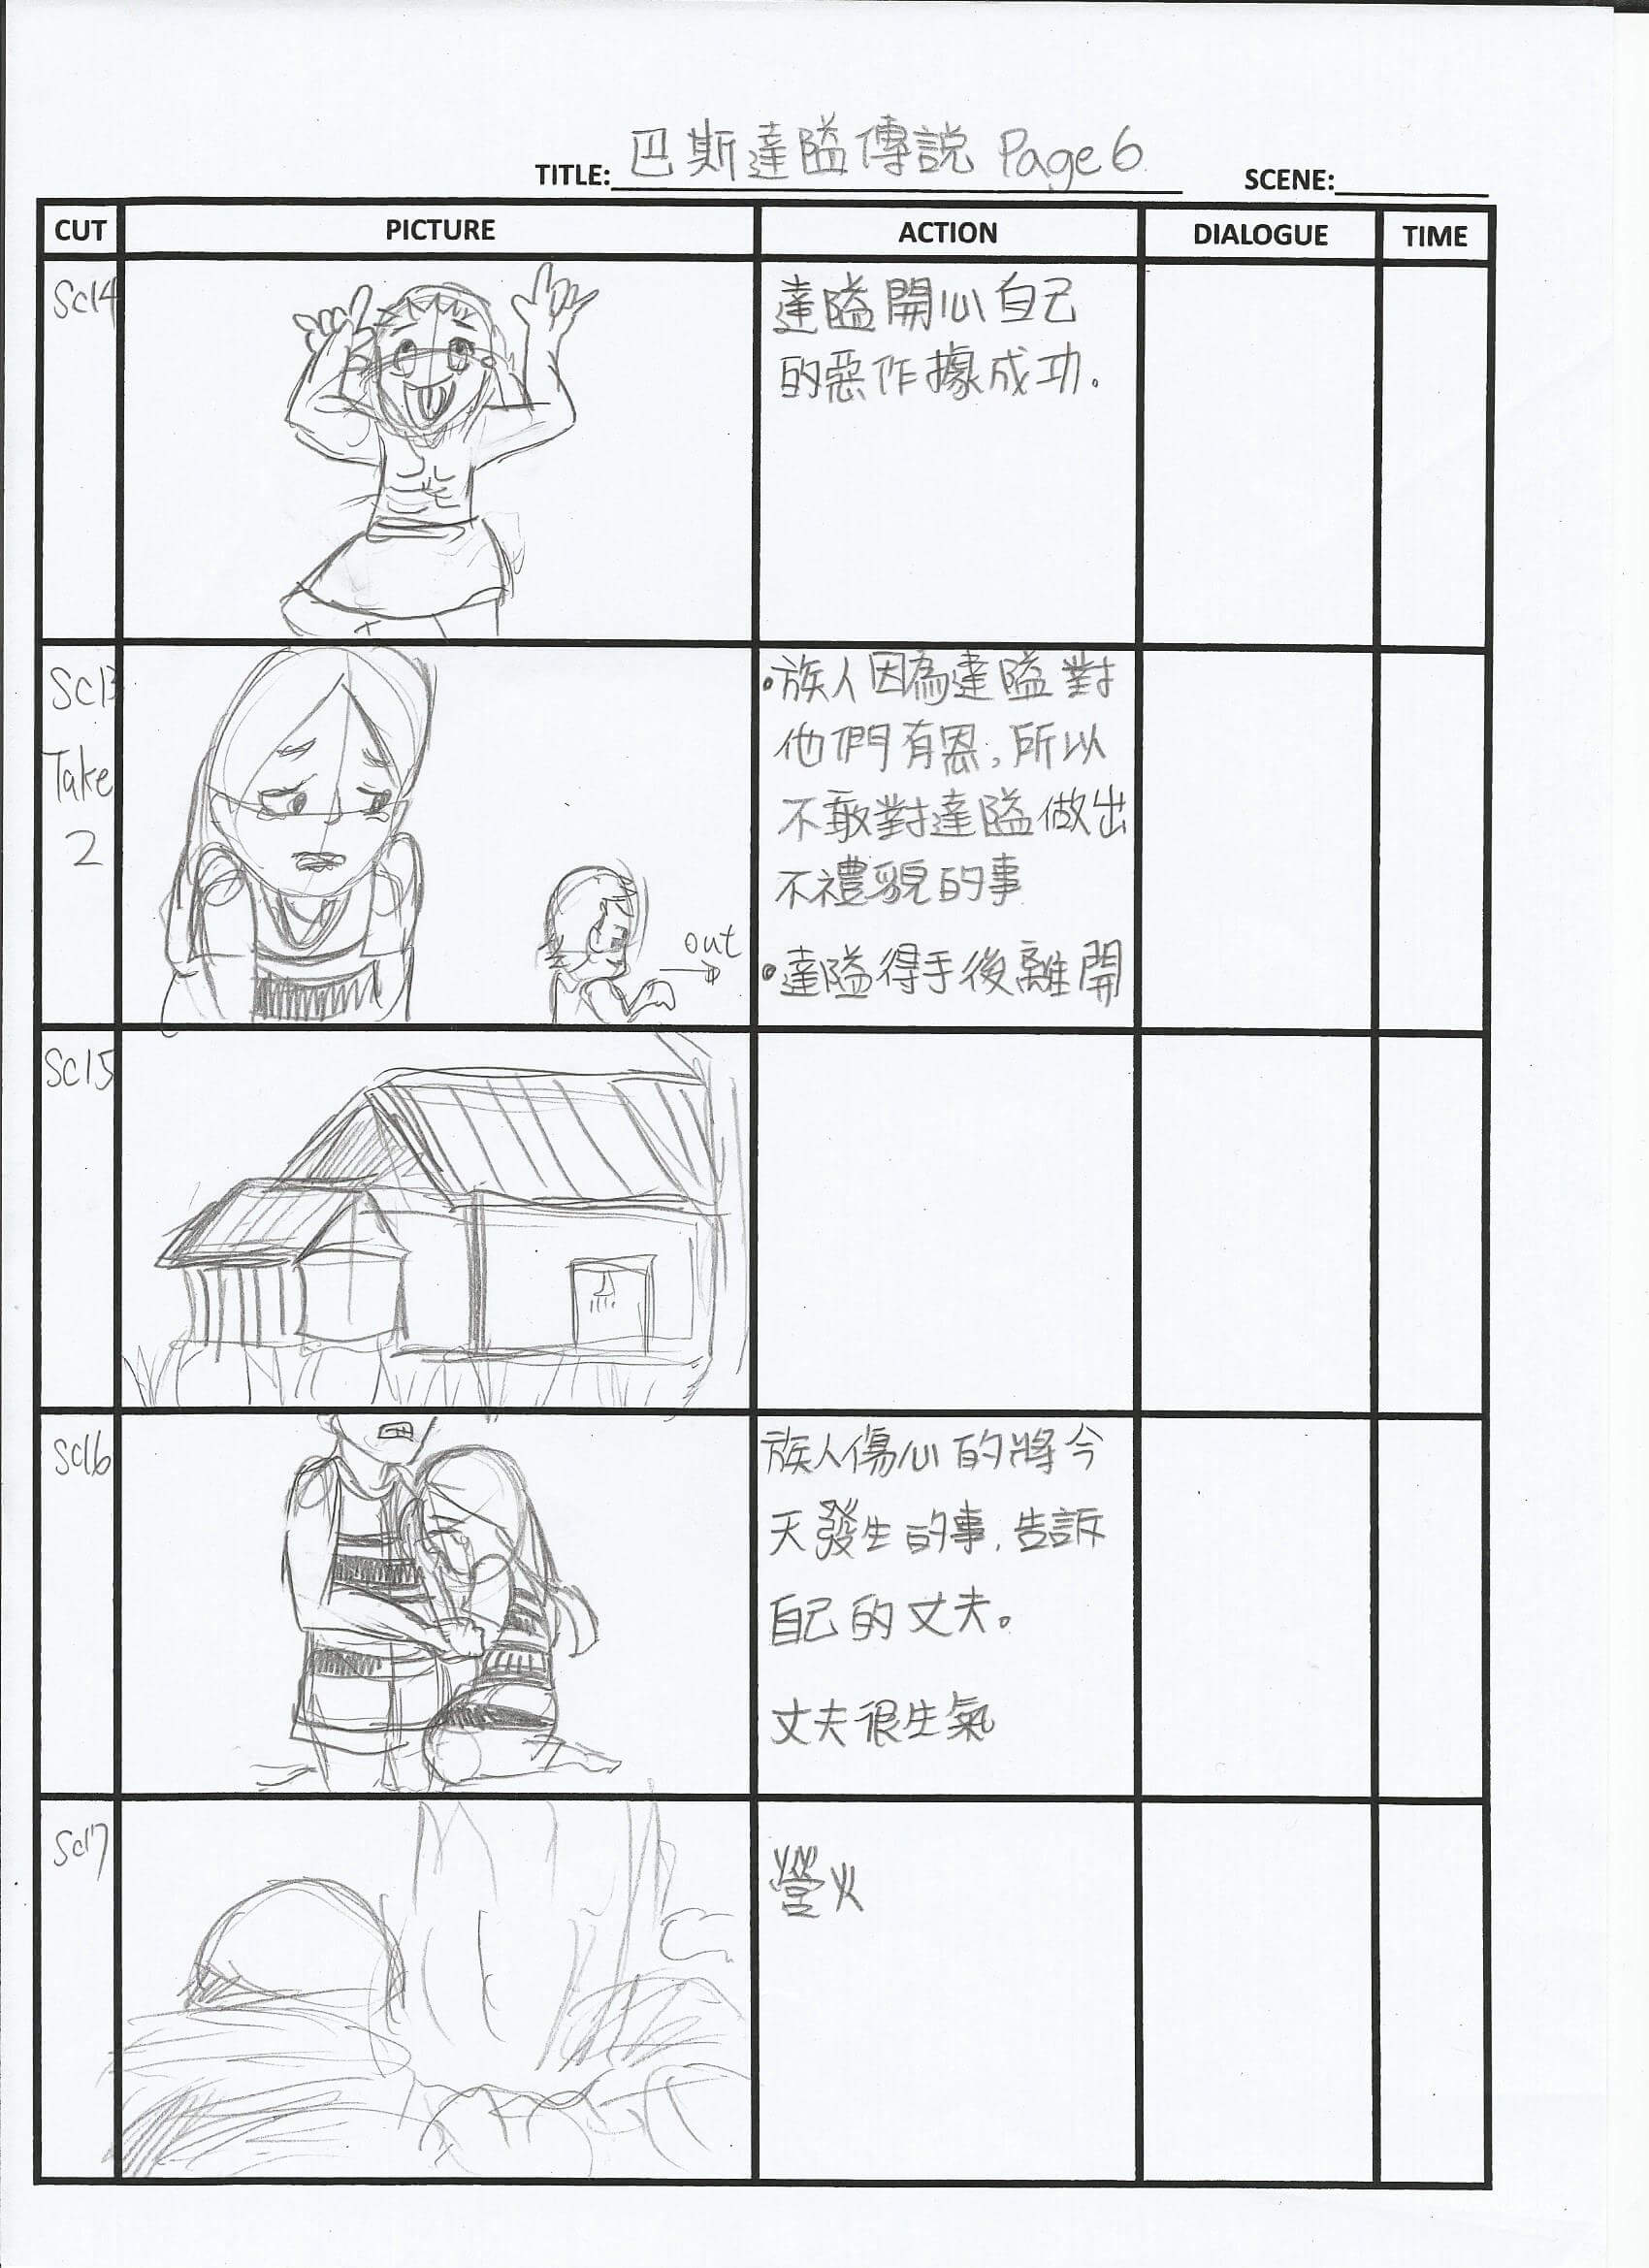 TITLE: 巴斯達隘傳說 Page 6 SCENE:
CUT PICTURE ACTION DIALOGUE TIME
Sc14
達隘開心自己
的惡作據成功.
Sc13
Take
2
•族人因為達隘對
他們有恩,所以
不敢對達隘做出
不禮貌的事
out
•達隘得手後離開
Sc15
Sc16
族人傷心的將今
天發生的事,告訴
自己的丈夫。
丈夫很生氣
Sc17
營火